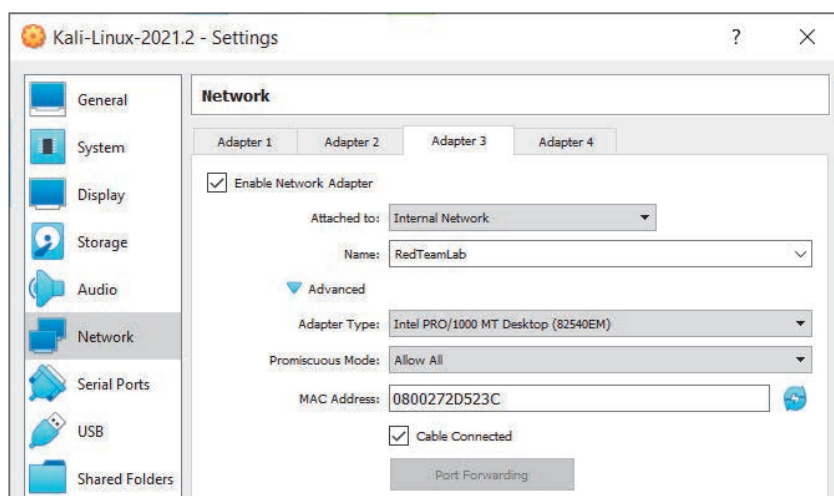 Kali-Linux-2021.2 - Settings ? ×
General
System
Display
Storage
Audio
Network
Serial Ports
USB
Shared Folders
Network
Adapter 1 Adapter 2 Adapter 3 Adapter 4
Enable Network Adapter
Attached to: Internal Network
Name: RedTeamLab
Advanced
Adapter Type: Intel PRO/1000 MT Desktop (82540EM)
Promiscuous Mode: Allow All
MAC Address: 0800272D523C
Cable Connected
Port Forwarding